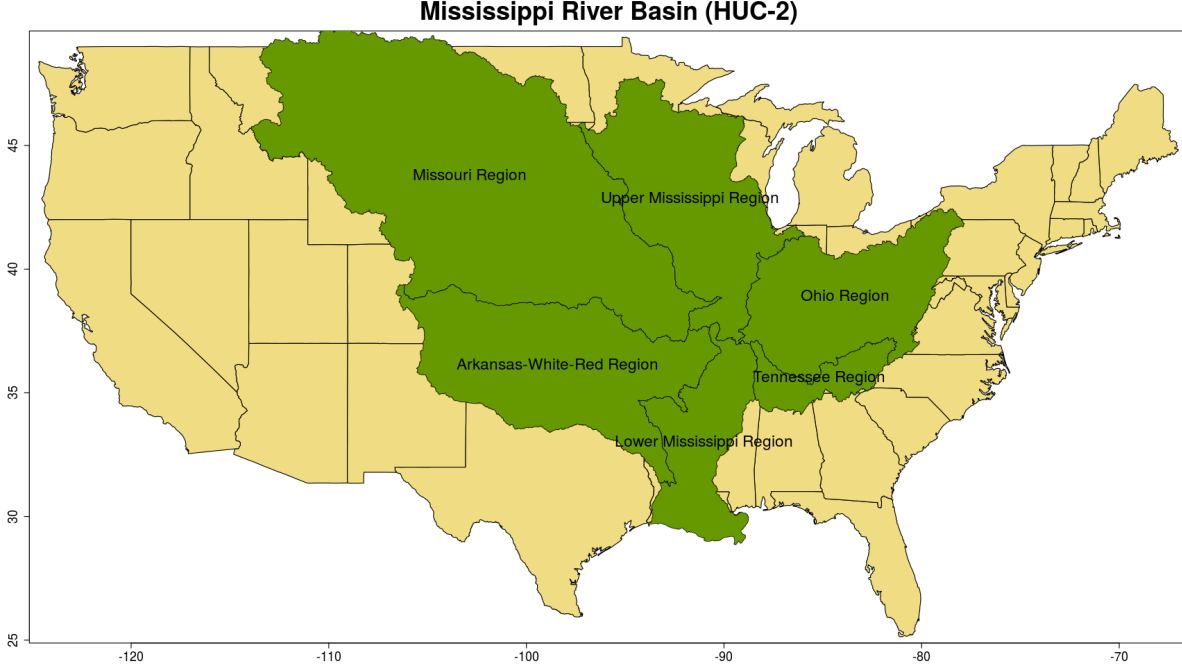 Mississippi River Basin (HUC-2)
45
Missouri Region
Upper Mississippi Region
40
Ohio Region
Arkansas-White-Red Region
Tennessee Region
35
Lower Mississippi Region
30
25
-120 -110 -100 -90 -80 -70